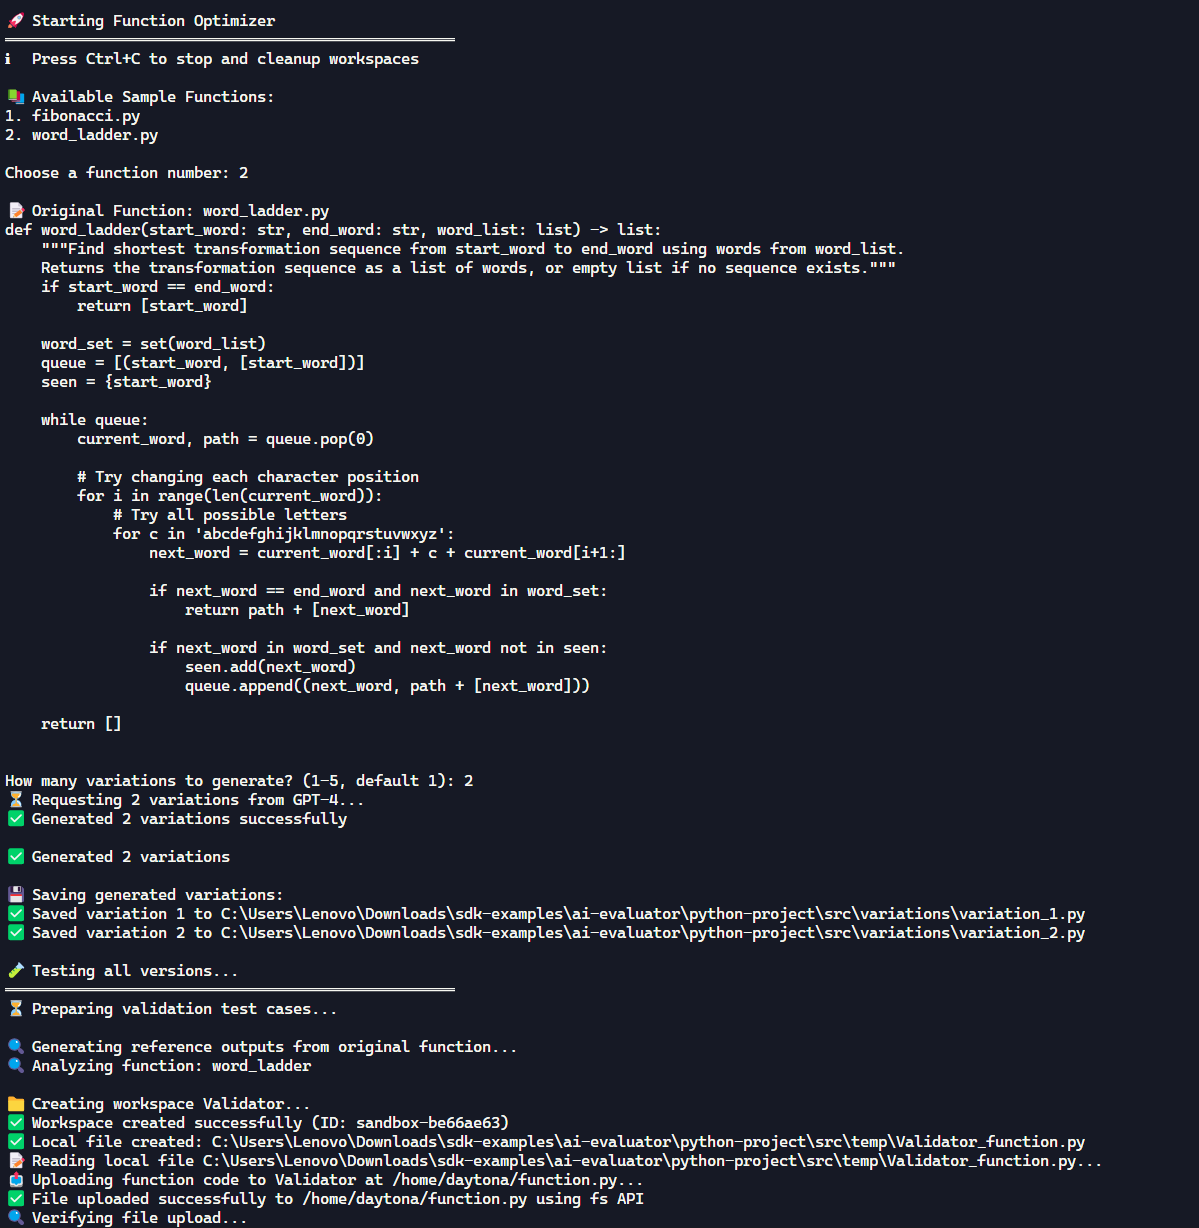 🚀 Starting Function Optimizer
══════════════════════════════════════════════════
ℹ  Press Ctrl+C to stop and cleanup workspaces

📚 Available Sample Functions:
1. fibonacci.py
2. word_ladder.py

Choose a function number: 2

📝 Original Function: word_ladder.py
def word_ladder(start_word: str, end_word: str, word_list: list) -> list:
    """Find shortest transformation sequence from start_word to end_word using words from word_list.
    Returns the transformation sequence as a list of words, or empty list if no sequence exists."""
    if start_word == end_word:
        return [start_word]

    word_set = set(word_list)
    queue = [(start_word, [start_word])]
    seen = {start_word}

    while queue:
        current_word, path = queue.pop(0)

        # Try changing each character position
        for i in range(len(current_word)):
            # Try all possible letters
            for c in 'abcdefghijklmnopqrstuvwxyz':
                next_word = current_word[:i] + c + current_word[i+1:]

                if next_word == end_word and next_word in word_set:
                    return path + [next_word]

                if next_word in word_set and next_word not in seen:
                    seen.add(next_word)
                    queue.append((next_word, path + [next_word]))

    return []


How many variations to generate? (1-5, default 1): 2
⏳ Requesting 2 variations from GPT-4...
✅ Generated 2 variations successfully

✅ Generated 2 variations

💾 Saving generated variations:
✅ Saved variation 1 to C:\Users\Lenovo\Downloads\sdk-examples\ai-evaluator\python-project\src\variations\variation_1.py
✅ Saved variation 2 to C:\Users\Lenovo\Downloads\sdk-examples\ai-evaluator\python-project\src\variations\variation_2.py

🧪 Testing all versions...
══════════════════════════════════════════════════
⏳ Preparing validation test cases...

🔍 Generating reference outputs from original function...
🔍 Analyzing function: word_ladder

📁 Creating workspace Validator...
✅ Workspace created successfully (ID: sandbox-be66ae63)
✅ Local file created: C:\Users\Lenovo\Downloads\sdk-examples\ai-evaluator\python-project\src\temp\Validator_function.py
📝 Reading local file C:\Users\Lenovo\Downloads\sdk-examples\ai-evaluator\python-project\src\temp\Validator_function.py...
📤 Uploading function code to Validator at /home/daytona/function.py...
✅ File uploaded successfully to /home/daytona/function.py using fs API
🔍 Verifying file upload...